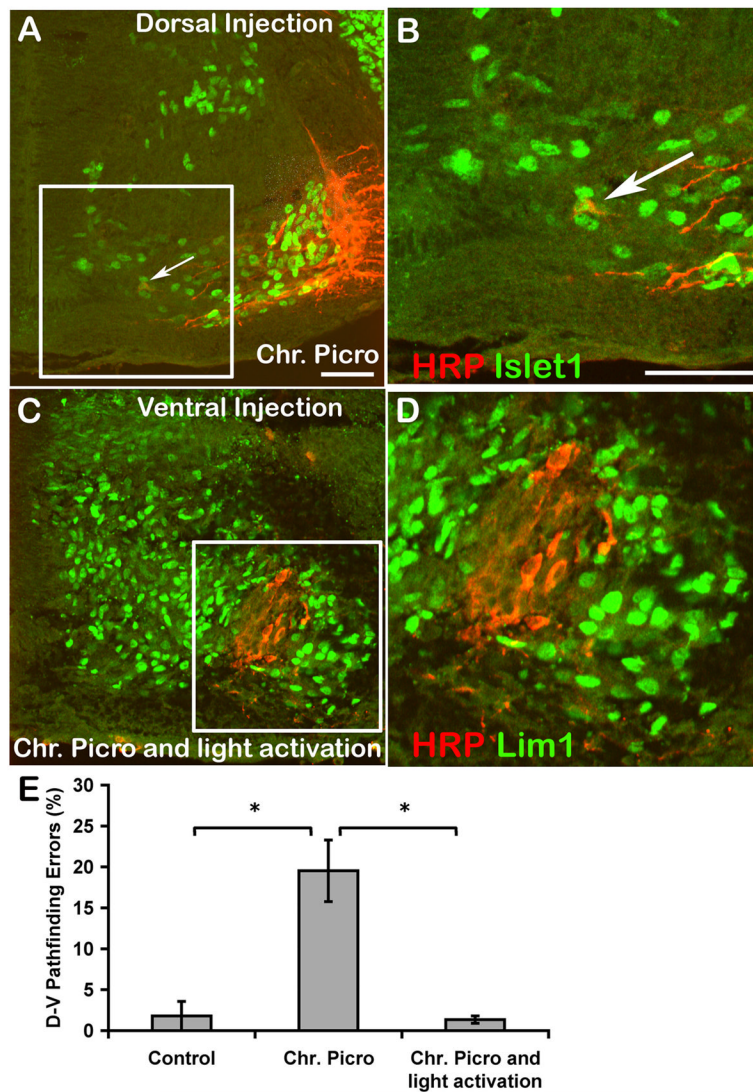 A
Dorsal Injection
Chr. Picro
B
HRP Islet1
C
Ventral Injection
Chr. Picro and light activation
D
HRP Lim1
E
D-V Pathfinding Errors (%)
30
25
20
15
10
5
0
*
*
Control
Chr. Picro
Chr. Picro and
light activation